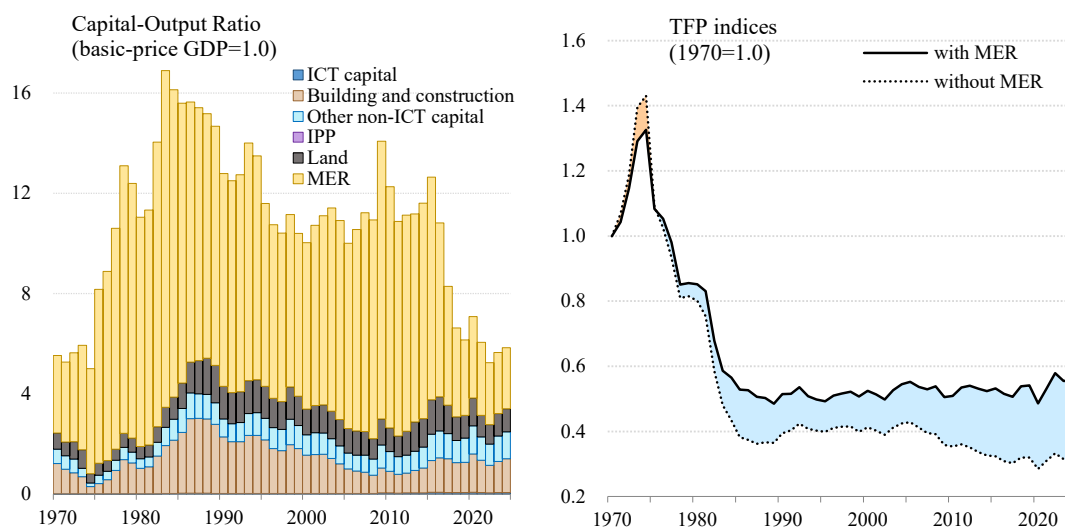 Capital-Output Ratio
(basic-price GDP=1.0)
ICT capital
Building and construction
Other non-ICT capital
IPP
Land
MER
16
12
8
4
0
1970 1980 1990 2000 2010 2020
TFP indices
(1970=1.0)
with MER
without MER
1.6
1.4
1.2
1.0
0.8
0.6
0.4
0.2
1970 1980 1990 2000 2010 2020